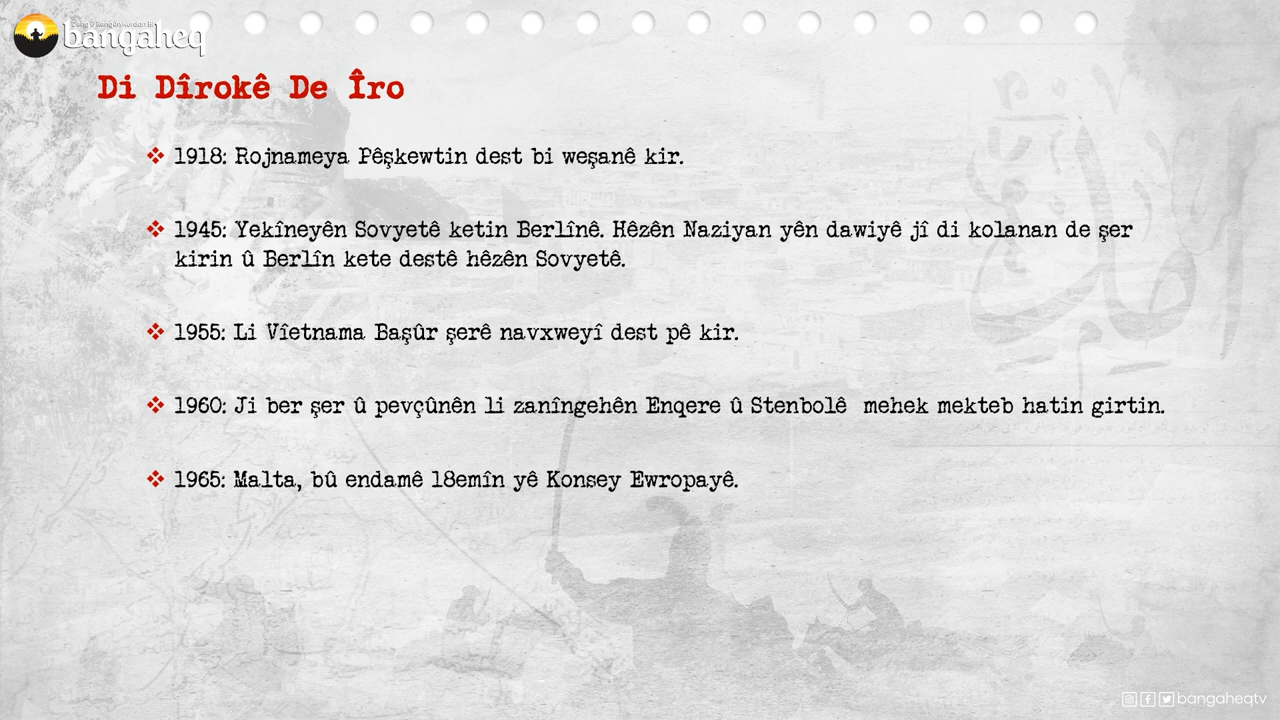 bangaheq
Di Dîrokê De Îro
❖ 1918: Rojnameya Pêşkewtin dest bi weşanê kir.
❖ 1945: Yekîneyên Sovyetê ketin Berlînê. Hêzên Naziyan yên dawiyê jî di kolanan de şer
kirin û Berlîn kete destê hêzên Sovyetê.
❖ 1955: Li Vîetnama Başûr şerê navxweyî dest pê kir.
❖ 1960: Ji ber şer û pevçûnên li zanîngehên Enqere û Stenbolê mehek mekteb hatin girtin.
❖ 1965: Malta, bû endamê 18emîn yê Konsey Ewropayê.
bangaheqtv